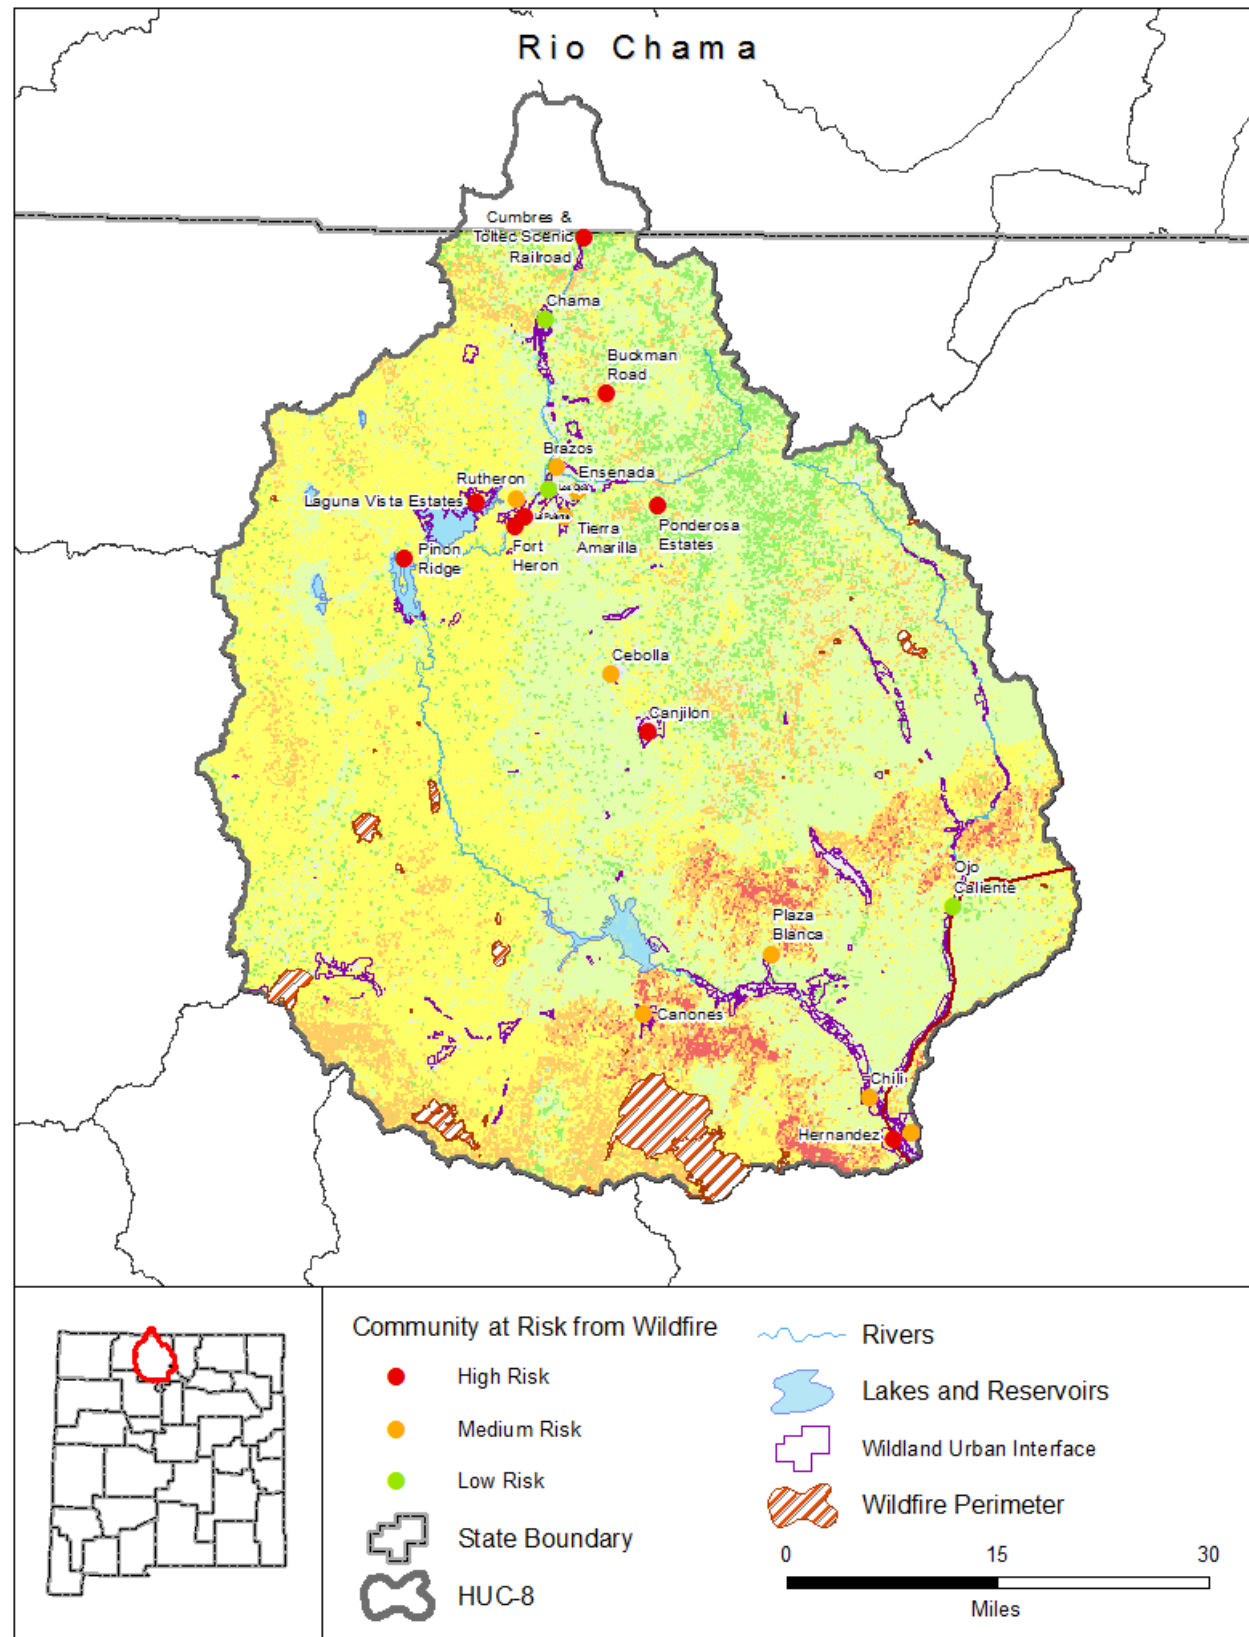 Rio Chama
Cumbres &
Toltec Scenic
Railroad
Chama
Buckman
Road
Brazos
Ensenada
Rutheron
Laguna Vista Estates
La Puente
Tierra
Amarilla
Ponderosa
Estates
Fort
Heron
Pinon
Ridge
Cebolla
Canjilon
Ojo
Caliente
Plaza
Blanca
Canones
Chili
Hernandez
Community at Risk from Wildfire
High Risk
Medium Risk
Low Risk
State Boundary
HUC-8
Rivers
Lakes and Reservoirs
Wildland Urban Interface
Wildfire Perimeter
0 15 30
Miles